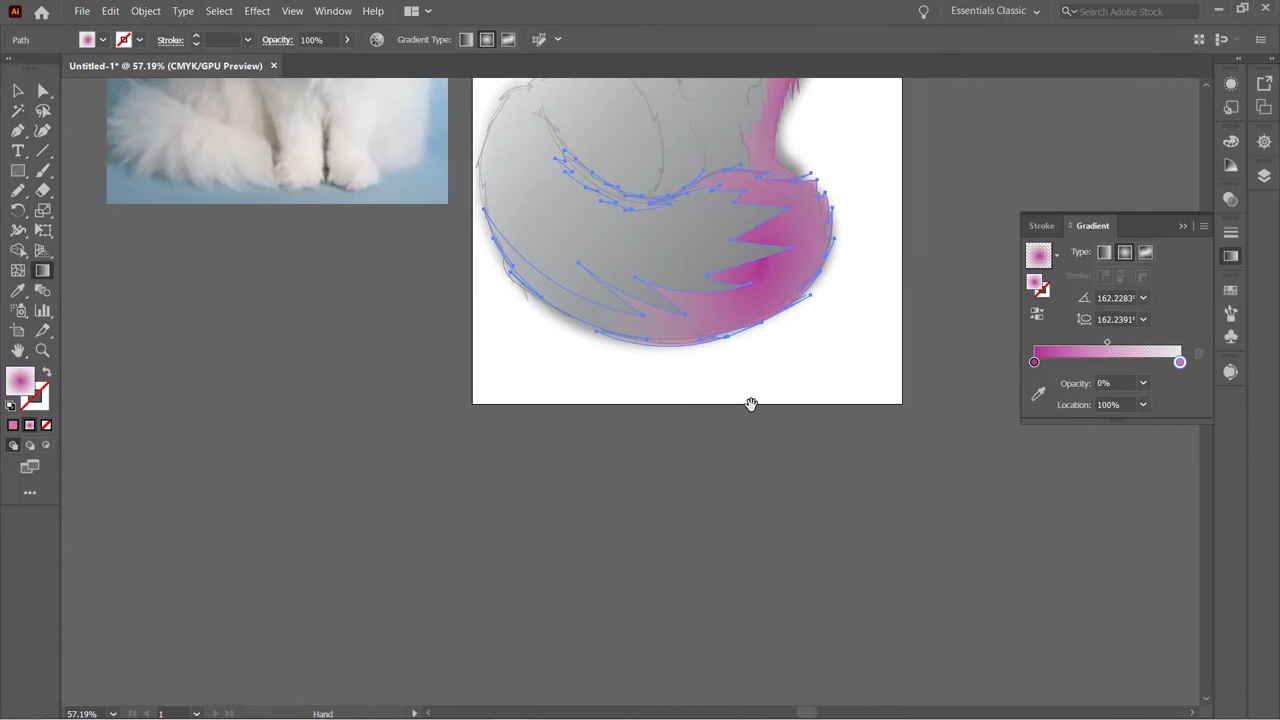 Ai File Edit Object Type Select Effect View Window Help Essentials Classic Search Adobe Stock
Path Stroke: Opacity: 100% Gradient Type:
Untitled-1* @ 57.19% (CMYK/GPU Preview)
Stroke Gradient
Type:
Stroke:
162.2283°
162.2391%
Opacity: 0%
Location: 100%
57.19% 1 Hand